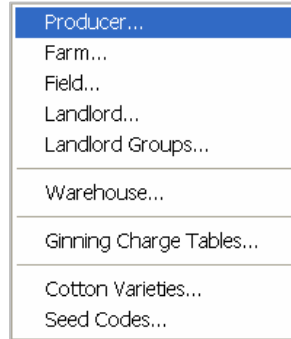 Producer...
Farm...
Field...
Landlord...
Landlord Groups...
Warehouse...
Ginning Charge Tables...
Cotton Varieties...
Seed Codes...